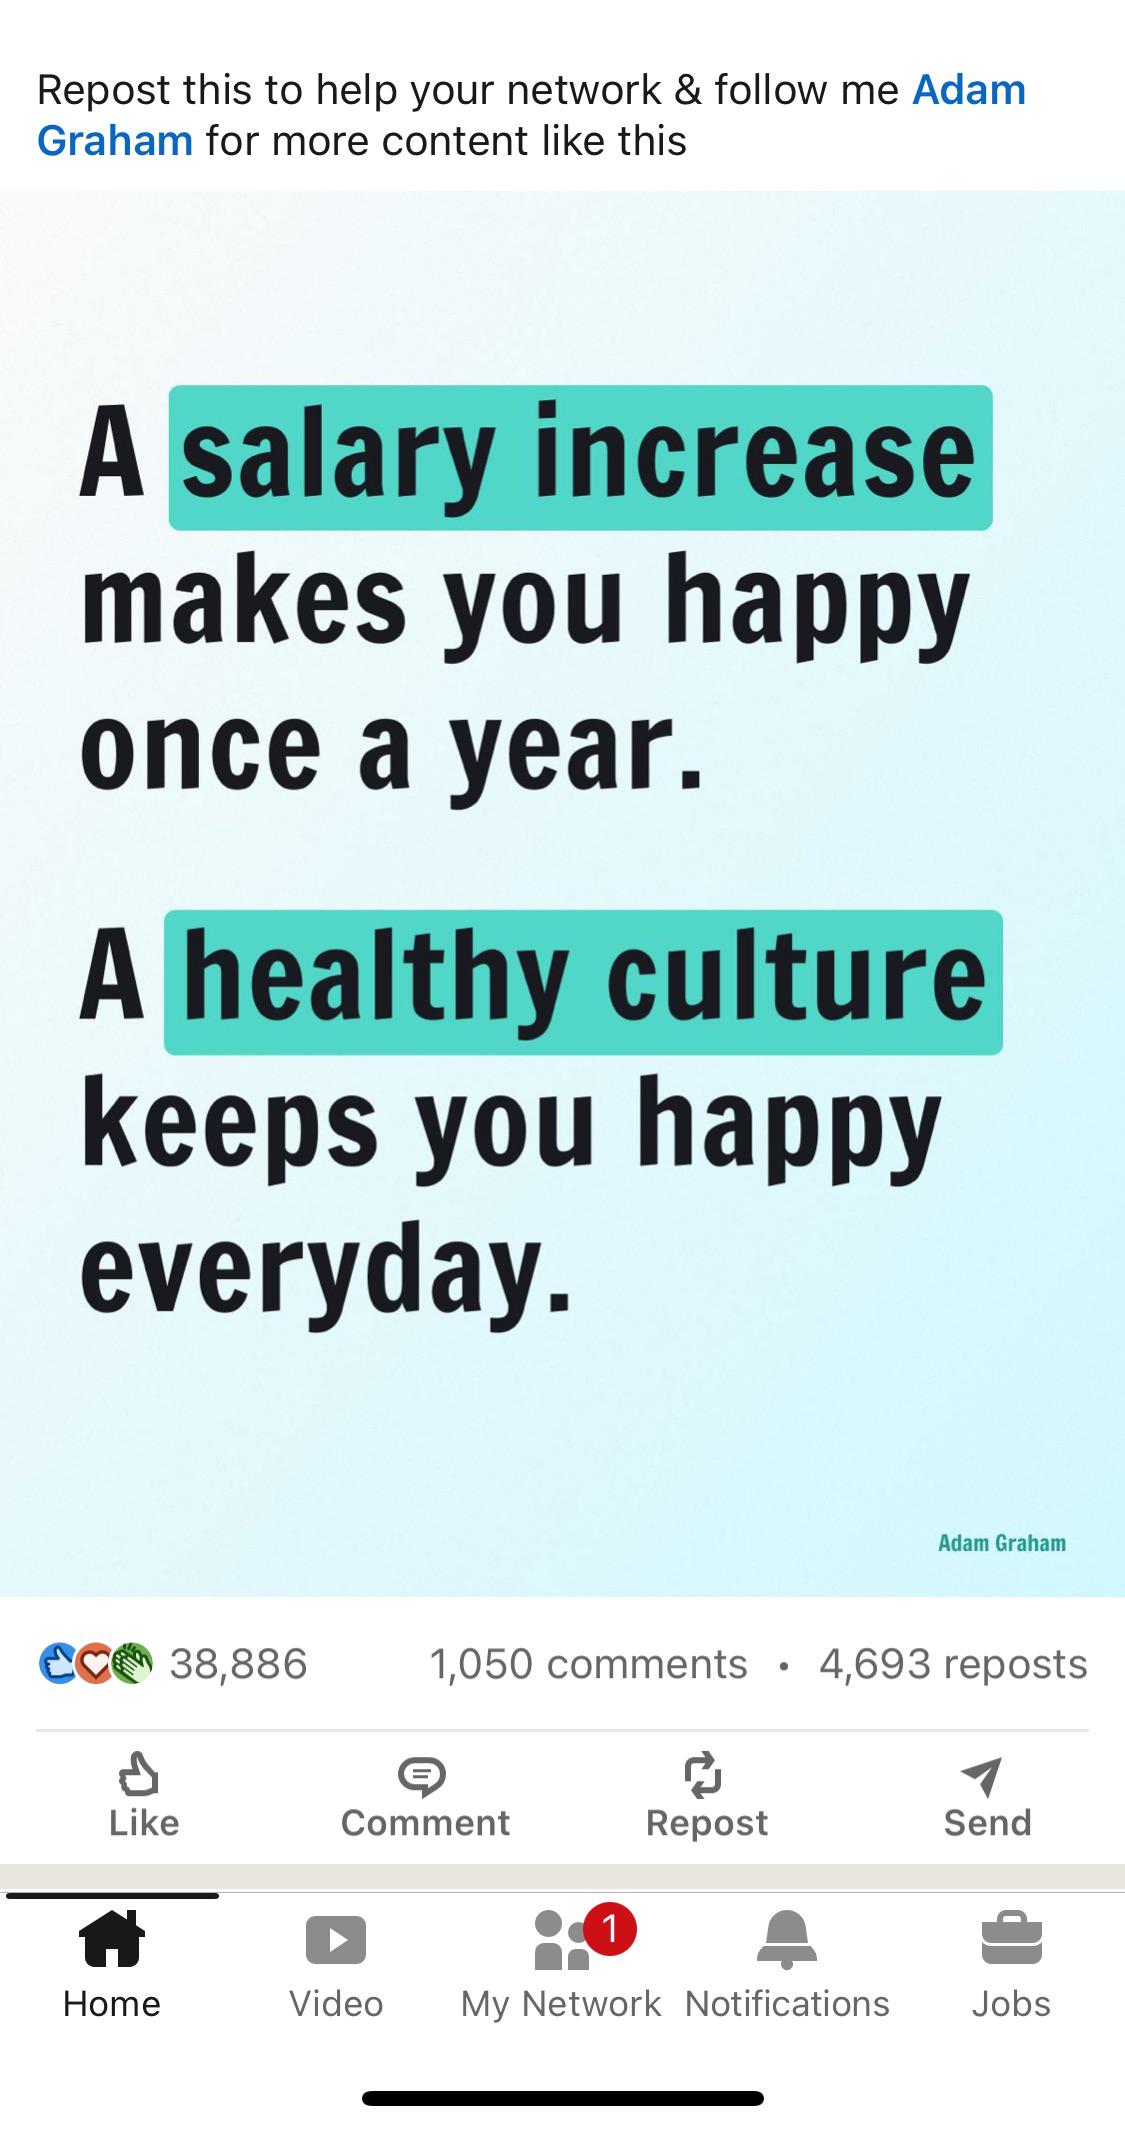 Repost this to help your network & follow me Adam
Graham for more content like this
A salary increase
makes you happy
once a year.
A healthy culture
keeps you happy
everyday.
Adam Graham
38,886 1,050 comments • 4,693 reposts
Like Comment Repost Send
1
Home Video My Network Notifications Jobs